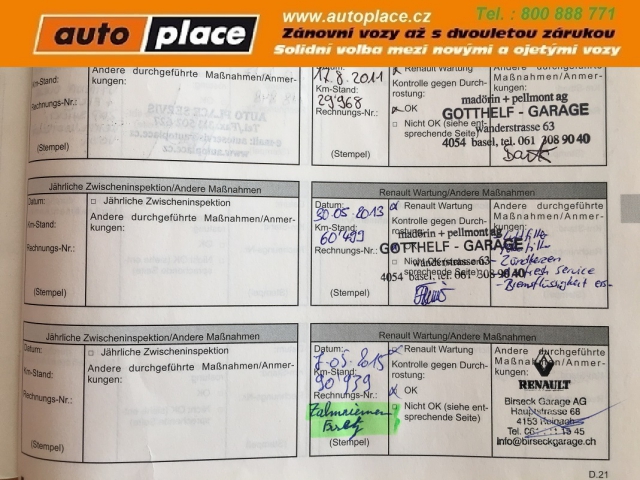 auto place
www.autoplace.cz
Tel. : 800 888 771
Zánovní vozy až s dvouletou zárukou
Solidní volba mezi novými a ojetými vozy
Km-Stand:
Rechnungs-Nr.:
(Stempel)
Andere durchgeführte Maßnahmen/Anmerkungen:
17.8.2011
Km-Stand:
29'968
Rechnungs-Nr.:
(Stempel)
Renault Wartung
Kontrolle gegen Durchrostung:
OK
Nicht OK (siehe entsprechende Seite)
Andere durchgeführte Maßnahmen/Anmerkungen:
madörin + pellmont ag
GOTTHELF - GARAGE
wanderstrasse 63
4054 basel, tel. 061 308 90 40
Jährliche Zwischeninspektion/Andere Maßnahmen
Datum:
Km-Stand:
Rechnungs-Nr.:
(Stempel)
Jährliche Zwischeninspektion
Andere durchgeführte Maßnahmen/Anmerkungen:
Renault Wartung/Andere Maßnahmen
Datum:
30.05.2013
Km-Stand:
60'499
Rechnungs-Nr.:
(Stempel)
Renault Wartung
Kontrolle gegen Durchrostung:
Nicht OK (siehe entsprechende Seite)
Andere durchgeführte Maßnahmen/Anmerkungen:
madörin + pellmont ag
GOTTHELF - GARAGE
wanderstrasse 63
4054 basel, tel. 061 308 90 40
- Zündkerzen
Service
Jährliche Zwischeninspektion/Andere Maßnahmen
Datum:
Km-Stand:
Rechnungs-Nr.:
(Stempel)
Jährliche Zwischeninspektion
Andere durchgeführte Maßnahmen/Anmerkungen:
Renault Wartung/Andere Maßnahmen
Datum:
7-05-2015
Km-Stand:
90'939
Rechnungs-Nr.:
Zahnriemen
(Stempel)
Renault Wartung
Kontrolle gegen Durchrostung:
OK
Nicht OK (siehe entsprechende Seite)
Andere durchgeführte Maßnahmen/Anmerkungen:
RENAULT
Birseck Garage AG
Hauptstrasse 68
4153 Reinach
Tel. 061
info@birseckgarage.ch
D.21